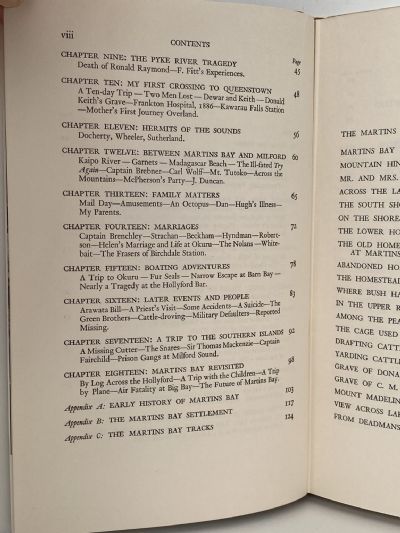 viii
CONTENTS
CHAPTER NINE: THE PYKE RIVER TRAGEDY Page
Death of Ronald Raymond—F. Fitt's Experiences. 45
CHAPTER TEN: MY FIRST CROSSING TO QUEENSTOWN 48
A Ten-day Trip — Two Men Lost — Dewar and Keith — Donald
Keith's Grave—Frankton Hospital, 1886—Kawarau Falls Station
—Mother's First Journey Overland.
CHAPTER ELEVEN: HERMITS OF THE SOUNDS 56
Docherty, Wheeler, Sutherland.
CHAPTER TWELVE: BETWEEN MARTINS BAY AND MILFORD 60
Kaipo River — Garnets — Madagascar Beach — The Ill-fated Try
Again—Captain Brebner—Carl Wolf—Mt. Tutoko—Across the
Mountains—McPherson's Party—J. Duncan.
CHAPTER THIRTEEN: FAMILY MATTERS 65
Mail Day—Amusements—An Octopus—Dan—Hugh's Illness—
My Parents.
CHAPTER FOURTEEN: MARRIAGES 72
Captain Brenchley—Strachan—Beckham—Hyndman—Robert-
son—Helen's Marriage and Life at Okuru—The Nolans—White-
bait—The Frasers of Birchdale Station.
CHAPTER FIFTEEN: BOATING ADVENTURES 78
A Trip to Okuru — Fur Seals — Narrow Escape at Barn Bay —
Nearly a Tragedy at the Hollyford Bar.
CHAPTER SIXTEEN: LATER EVENTS AND PEOPLE 83
Arawata Bill—A Priest's Visit—Some Accidents—A Suicide—The
Green Brothers—Cattle-droving—Military Defaulters—Reported
Missing.
CHAPTER SEVENTEEN: A TRIP TO THE SOUTHERN ISLANDS 92
A Missing Cutter—The Snares—Sir Thomas Mackenzie—Captain
Fairchild—Prison Gangs at Milford Sound.
CHAPTER EIGHTEEN: MARTINS BAY REVISITED 98
By Log Across the Hollyford—A Trip with the Children—A Trip
by Plane—Air Fatality at Big Bay—The Future of Martins Bay.
Appendix A: EARLY HISTORY OF MARTINS BAY 103
Appendix B: THE MARTINS BAY SETTLEMENT 117
Appendix C: THE MARTINS BAY TRACKS 124
THE MARTINS
MARTINS BAY
MOUNTAIN HIN
MR. AND MRS.
ACROSS THE LA
THE SOUTH SHO
ON THE SHORE
THE LOWER HO
THE OLD HOME
AT MARTINS
ABANDONED HO
THE HOMESTEAD
WHERE BUSH HA
IN THE UPPER R
AMONG THE PEA
THE CAGE USED
DRAFTING CATTL
YARDING CATTL
GRAVE OF DONA
GRAVE OF C. M.
MOUNT MADELIN
VIEW ACROSS LAK
FROM DEADMANS